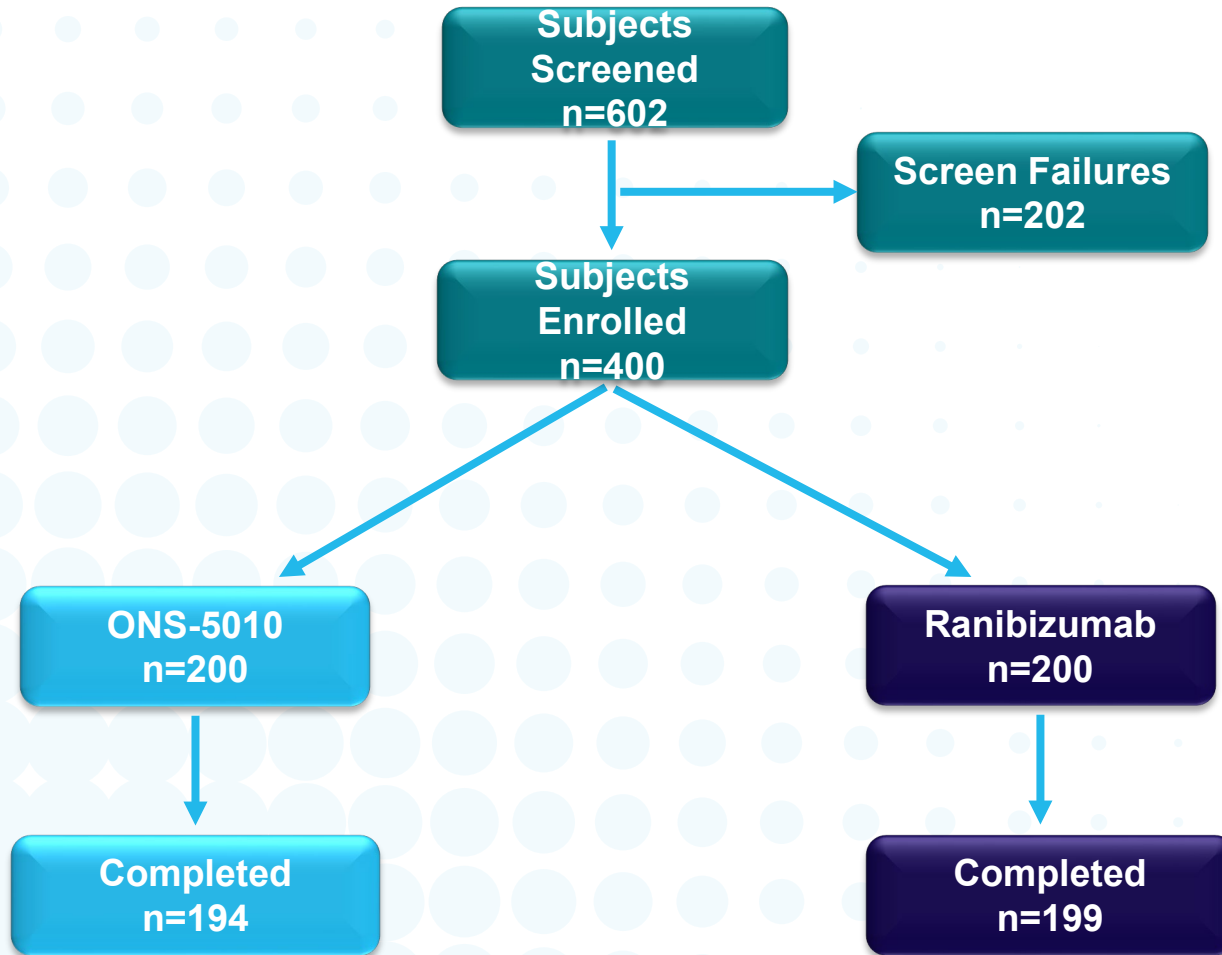 Subjects
Screened
n=602
Screen Failures
n=202
Subjects
Enrolled
n=400
ONS-5010
n=200
Ranibizumab
n=200
Completed
n=194
Completed
n=199